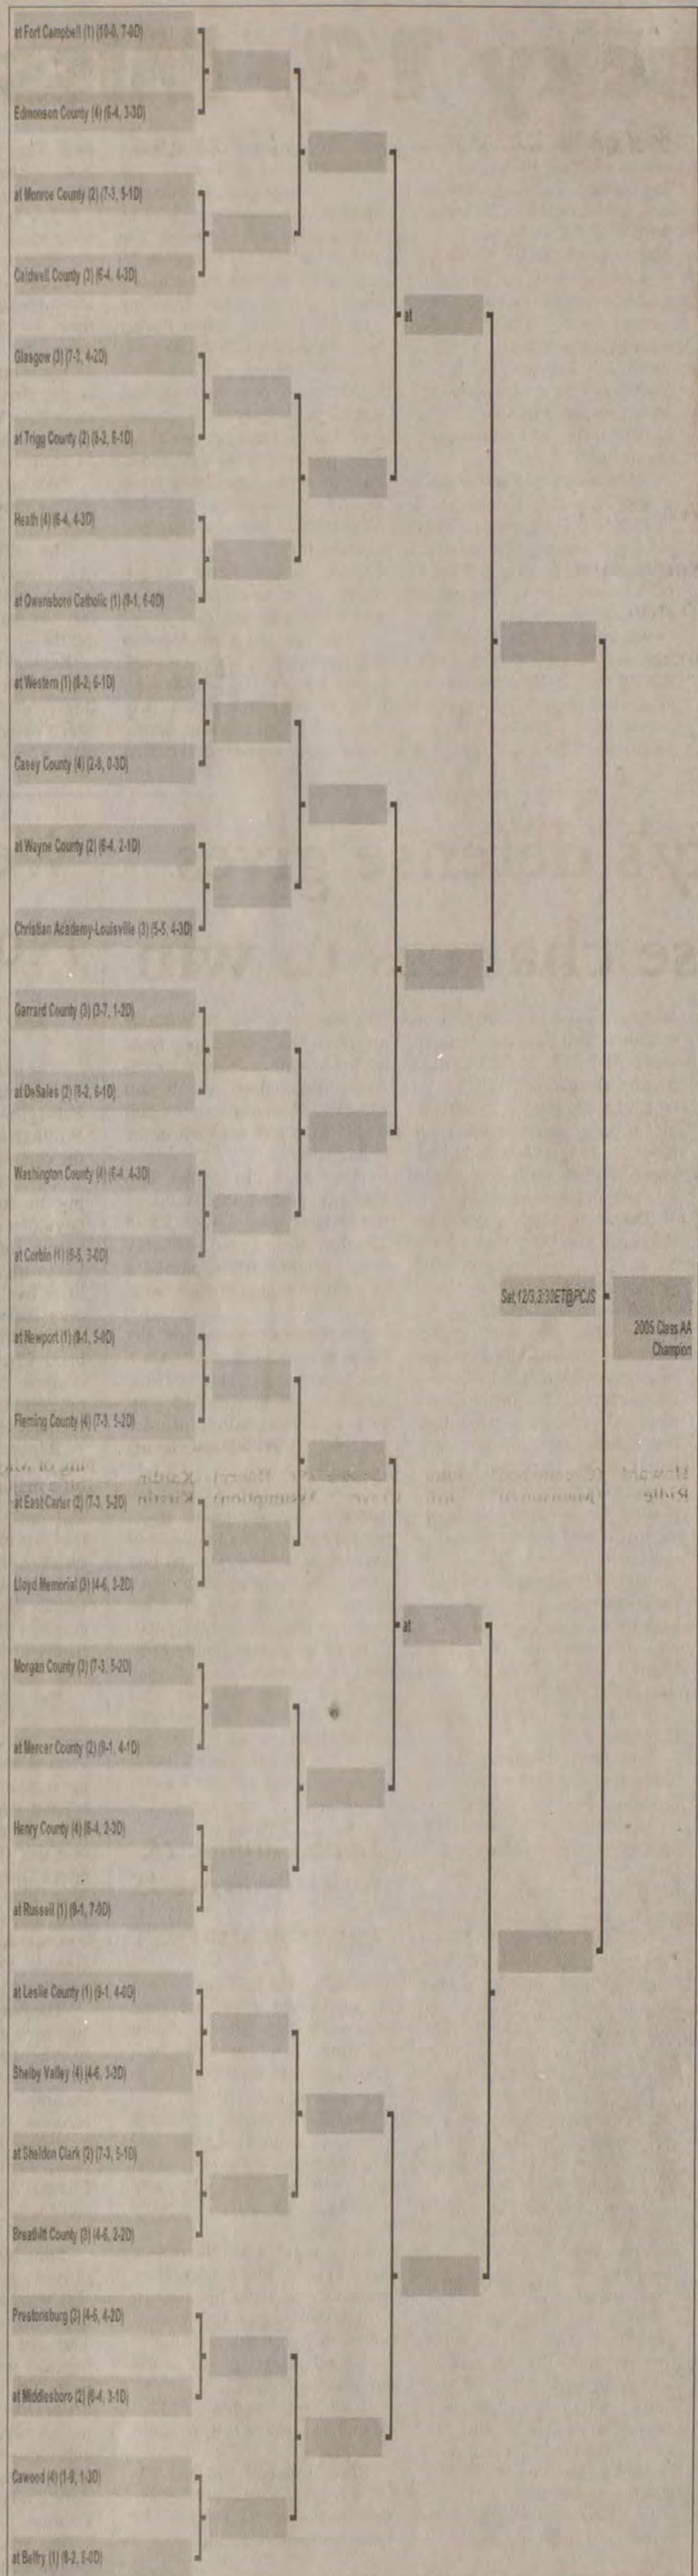 at Fort Campbell (1) (10-0, 7-0D)
Edmonson County (4) (6-4, 3-3D)
at Monroe County (2) (7-3, 5-1D)
Caldwell County (3) (6-4, 4-3D)
Glasgow (3) (7-3, 4-2D)
at Trigg County (2) (8-2, 6-1D)
Heath (4) (6-4, 4-3D)
at Owensboro Catholic (1) (9-1, 6-0D)
at Western (1) (8-2, 6-1D)
Casey County (4) (2-8, 0-3D)
at Wayne County (2) (6-4, 2-1D)
Christian Academy-Louisville (3) (5-5, 4-3D)
at
Garrard County (3) (3-7, 1-2D)
at DeSales (2) (8-2, 6-1D)
Washington County (4) (6-4, 4-3D)
at Corbin (1) (5-5, 3-0D)
Sat, 12/3, 3:30ET@PCJS
2005 Class AA
Champion
at Newport (1) (9-1, 5-0D)
Fleming County (4) (7-3, 5-2D)
at East Carter (2) (7-3, 5-2D)
Lloyd Memorial (3) (4-6, 3-2D)
at
Morgan County (3) (7-3, 5-2D)
at Mercer County (2) (9-1, 4-1D)
Henry County (4) (6-4, 2-3D)
at Russell (1) (9-1, 7-0D)
at Leslie County (1) (9-1, 4-0D)
Shelby Valley (4) (4-6, 3-3D)
at Sheldon Clark (2) (7-3, 5-1D)
Breathitt County (3) (4-6, 2-2D)
Prestonsburg (3) (4-6, 4-2D)
at Middlesboro (2) (6-4, 3-1D)
Cawood (4) (1-9, 1-3D)
at Belfry (1) (8-2, 6-0D)